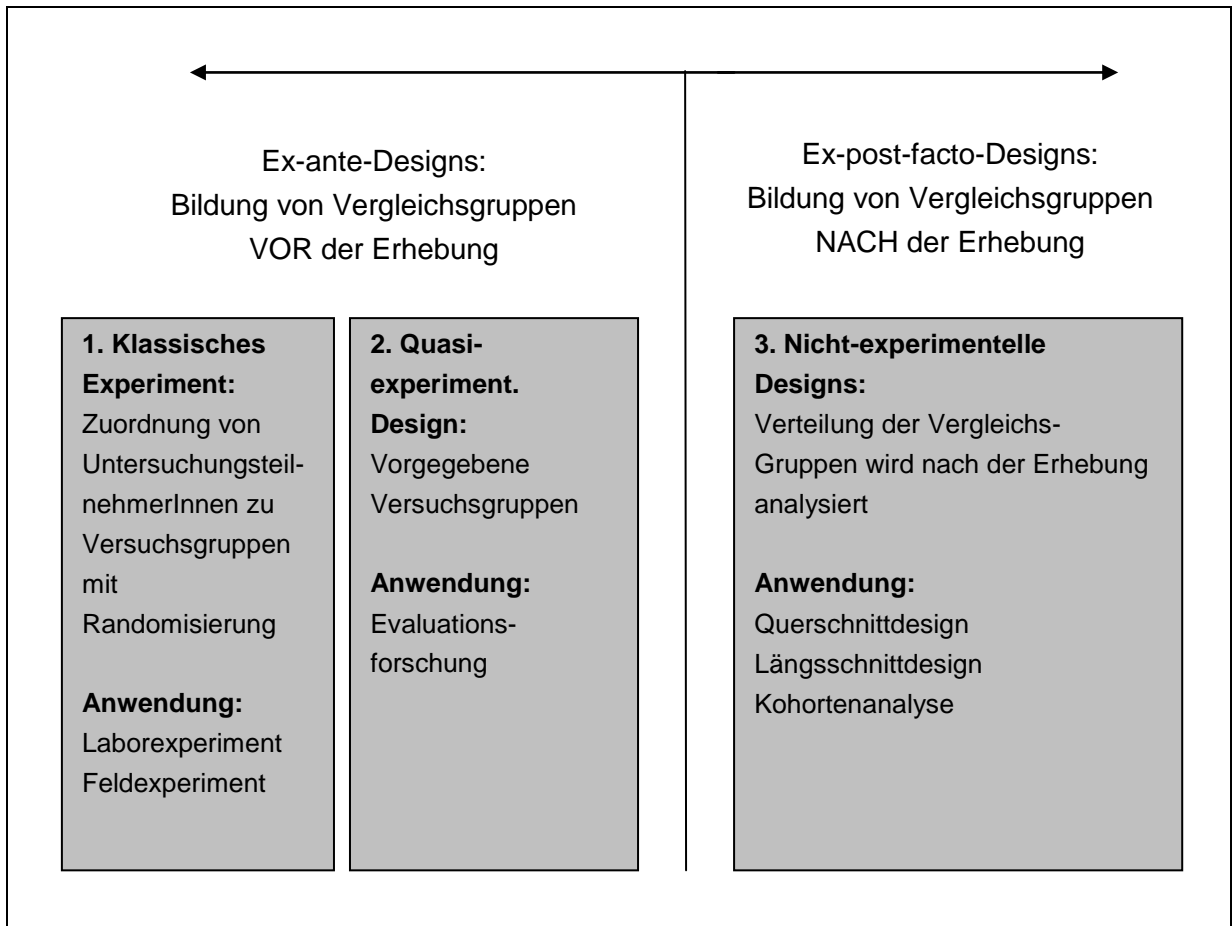 Ex-ante-Designs:
Bildung von Vergleichsgruppen
VOR der Erhebung
Ex-post-facto-Designs:
Bildung von Vergleichsgruppen
NACH der Erhebung
1. Klassisches
Experiment:
Zuordnung von
Untersuchungsteil-
nehmerInnen zu
Versuchsgruppen
mit
Randomisierung
Anwendung:
Laborexperiment
Feldexperiment
2. Quasi-
experiment.
Design:
Vorgegebene
Versuchsgruppen
Anwendung:
Evaluations-
forschung
3. Nicht-experimentelle
Designs:
Verteilung der Vergleichs-
Gruppen wird nach der Erhebung
analysiert
Anwendung:
Querschnittdesign
Längsschnittdesign
Kohortenanalyse